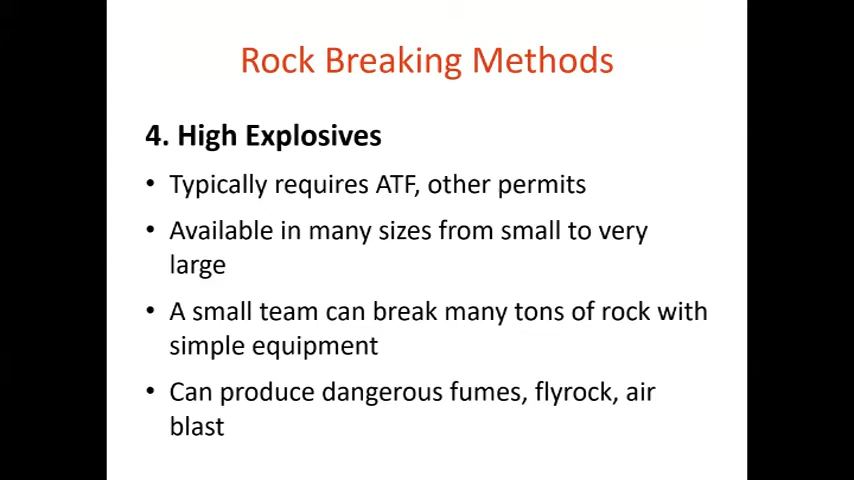 Rock Breaking Methods
4. High Explosives
• Typically requires ATF, other permits
• Available in many sizes from small to very
large
• A small team can break many tons of rock with
simple equipment
• Can produce dangerous fumes, flyrock, air
blast